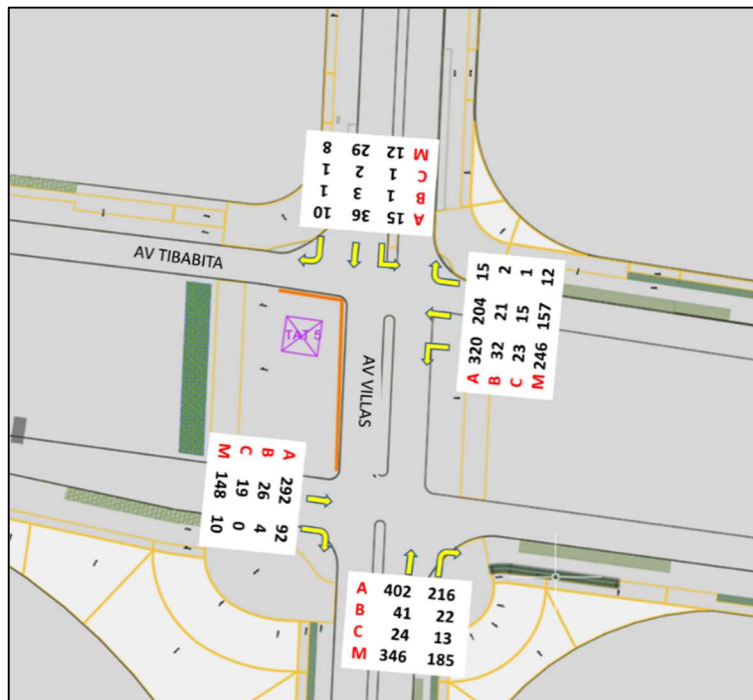 A 15 36 10
B 1 3 1
C 1 2 1
M 12 29 8
AV TIBABITA
A 320 204 15
B 32 21 2
C 23 15 1
M 246 157 12
TAT 5
AV VILLAS
A 292 92
B 26 4
C 19 0
M 148 10
A 402 216
B 41 22
C 24 13
M 346 185